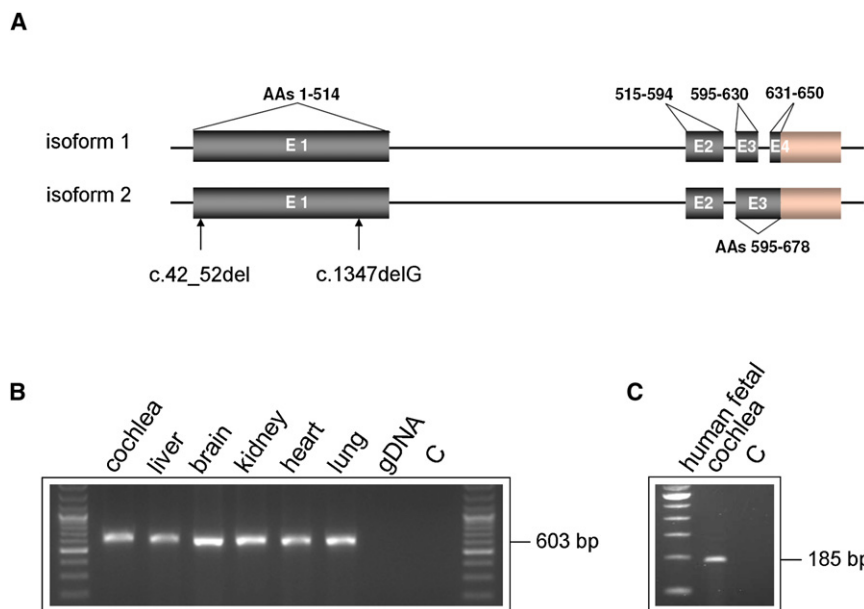 A
AAs 1-514
515-594
595-630
631-650
isoform 1
E 1
E2
E3
E4
isoform 2
E 1
E2
E3
AAs 595-678
c.42_52del
c.1347delG
B
cochlea
liver
brain
kidney
heart
lung
gDNA
C
603 bp
C
human fetal
cochlea
C
185 bp